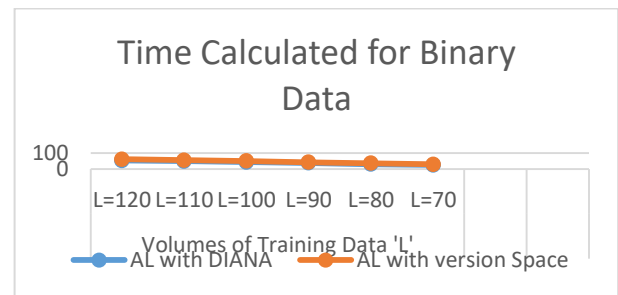 Time Calculated for Binary
Data
100
0
L=120 L=110 L=100 L=90 L=80 L=70
Volumes of Training Data 'L'
AL with DIANA AL with version Space